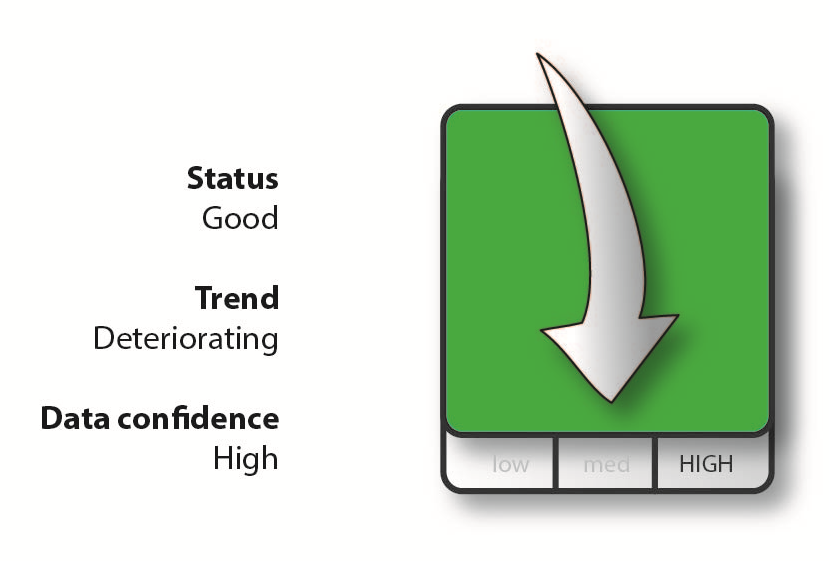 Status
Good
Trend
Deteriorating
Data confidence
High
low med HIGH